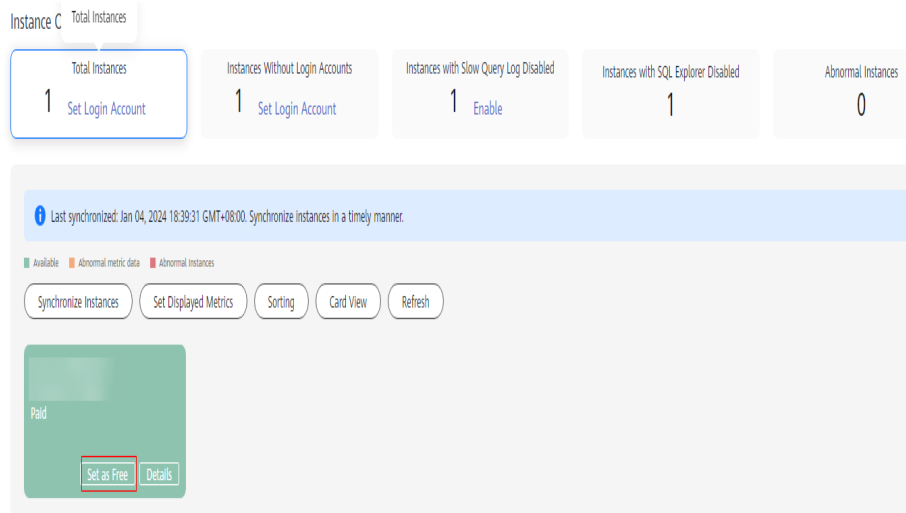 Instance C
Total Instances
Total Instances
1 Set Login Account
Instances Without Login Accounts
1 Set Login Account
Instances with Slow Query Log Disabled
1 Enable
Instances with SQL Explorer Disabled
1
Abnormal Instances
0
Last synchronized: Jan 04, 2024 18:39:31 GMT+08:00. Synchronize instances in a timely manner.
Available Abnormal metric data Abnormal Instances
Synchronize Instances Set Displayed Metrics Sorting Card View Refresh
Paid
Set as Free Details